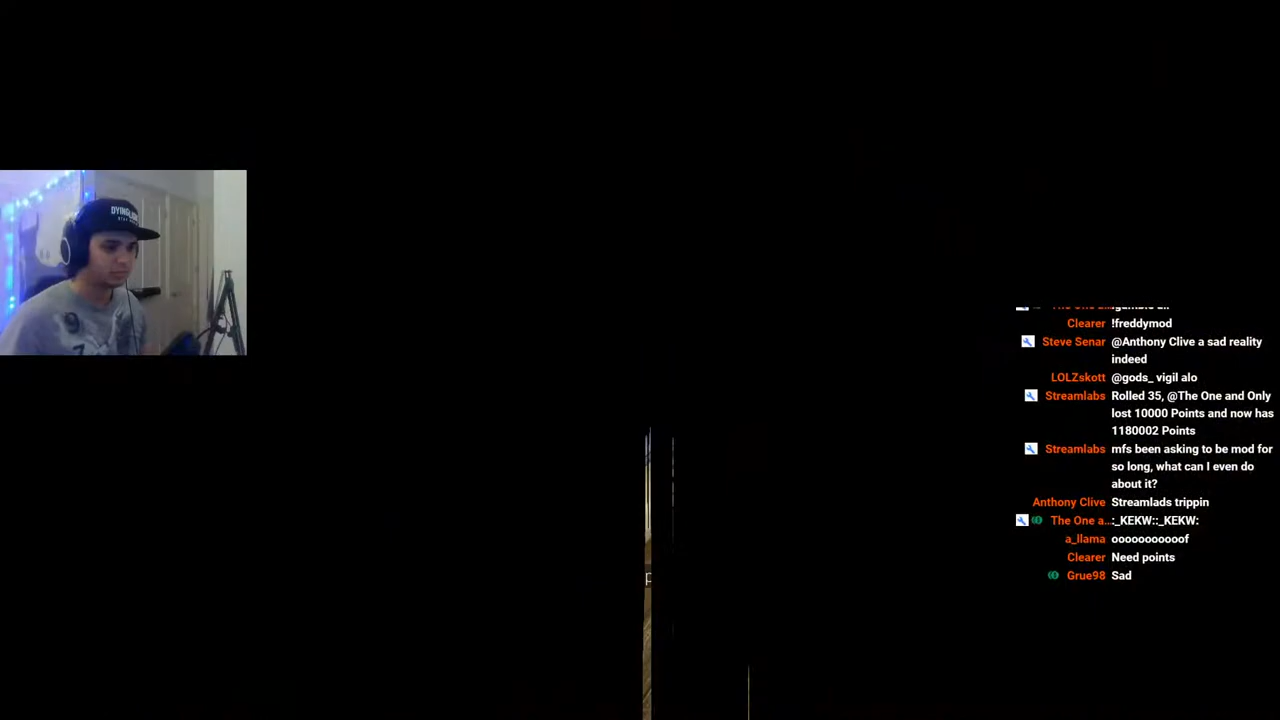 DYING LIGHT
Clearer !freddymod
Steve Senar @Anthony Clive a sad reality
indeed
LOLZskott @gods_ vigil alo
Streamlabs Rolled 35, @The One and Only
lost 10000 Points and now has
1180002 Points
Streamlabs mfs been asking to be mod for
so long, what can I even do
about it?
Anthony Clive Streamlads trippin
The One a... :_KEKW::_KEKW:
a_llama ooooooooooof
Clearer Need points
Grue98 Sad
p